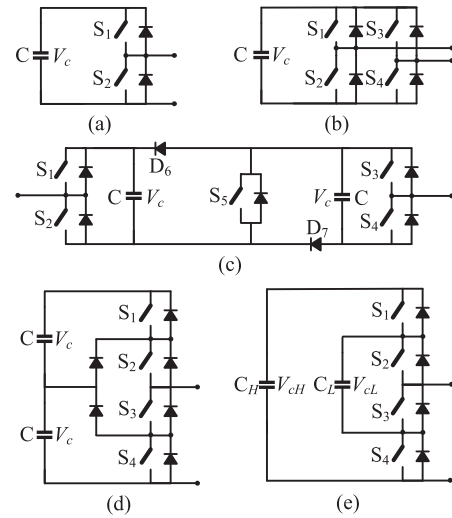 S1 S3
C Vc C Vc S1
S2 S2 S4
(a) (b)
D6
S1 S3
C Vc S5 Vc C
S2 S4
D7
(c)
S1 S1
C Vc
S2 S2
CH VcH CL VcL
S3 S3
C Vc
S4 S4
(d) (e)